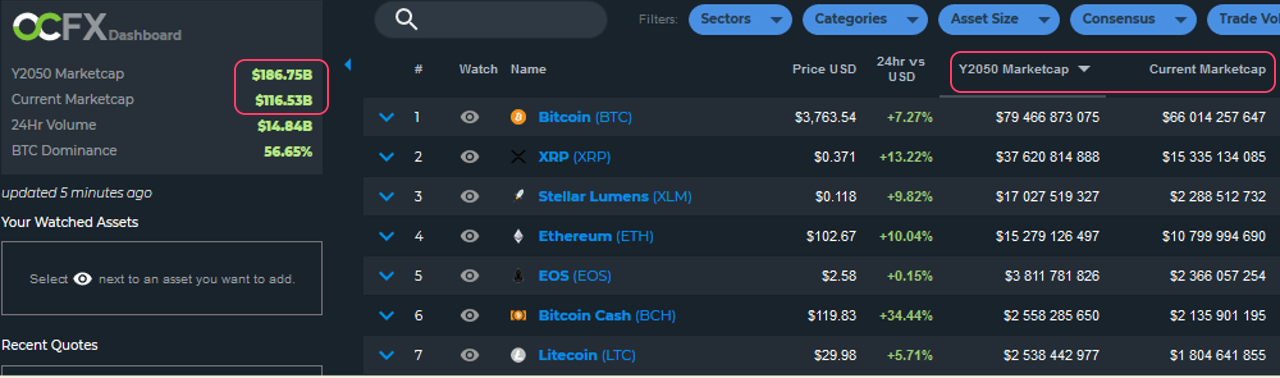 OCFX Dashboard
Y2050 Marketcap $186.75B
Current Marketcap $116.53B
24Hr Volume $14.84B
BTC Dominance 56.65%
updated 5 minutes ago
Your Watched Assets
Select next to an asset you want to add.
Recent Quotes
Filters: Sectors Categories Asset Size Consensus Trade Vol
# Watch Name Price USD 24hr vs USD Y2050 Marketcap Current Marketcap
1 Bitcoin (BTC) $3,763.54 +7.27% $79 466 873 075 $66 014 257 647
2 XRP (XRP) $0.371 +13.22% $37 620 814 888 $15 335 134 085
3 Stellar Lumens (XLM) $0.118 +9.82% $17 027 519 327 $2 288 512 732
4 Ethereum (ETH) $102.67 +10.04% $15 279 126 497 $10 799 994 690
5 EOS (EOS) $2.58 +0.15% $3 811 781 826 $2 366 057 254
6 Bitcoin Cash (BCH) $119.83 +34.44% $2 558 285 650 $2 135 901 195
7 Litecoin (LTC) $29.98 +5.71% $2 538 442 977 $1 804 641 855